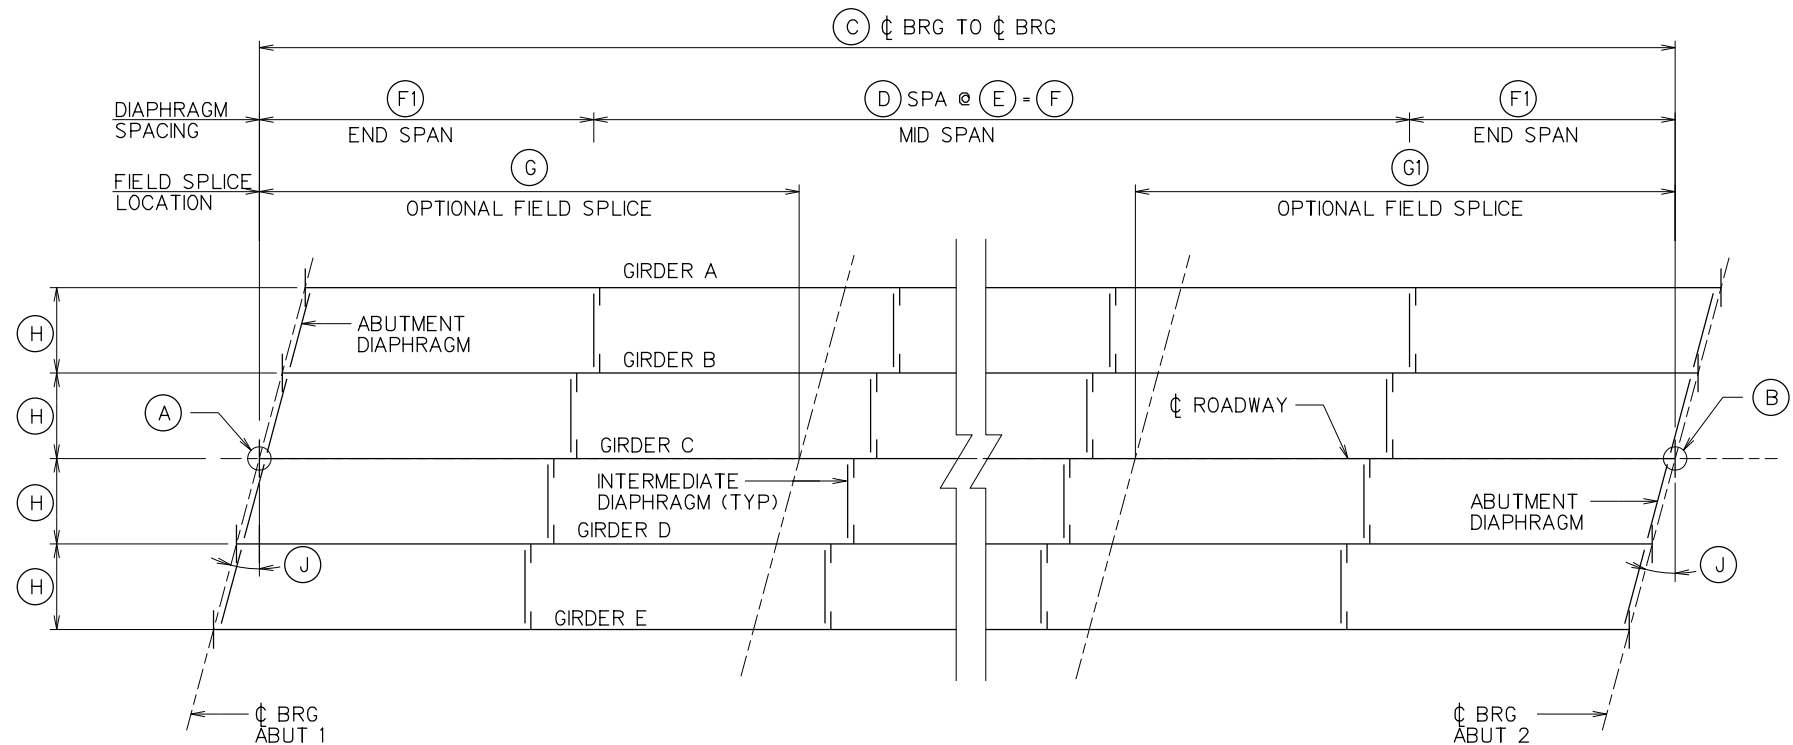 C ℄ BRG TO ℄ BRG
DIAPHRAGM
SPACING
F1
END SPAN
D SPA @ E = F
MID SPAN
F1
END SPAN
FIELD SPLICE
LOCATION
G
OPTIONAL FIELD SPLICE
G1
OPTIONAL FIELD SPLICE
GIRDER A
H
ABUTMENT
DIAPHRAGM
GIRDER B
H
A
℄ ROADWAY
B
GIRDER C
H
INTERMEDIATE
DIAPHRAGM (TYP)
ABUTMENT
DIAPHRAGM
GIRDER D
J
J
H
GIRDER E
℄ BRG
ABUT 1
℄ BRG
ABUT 2